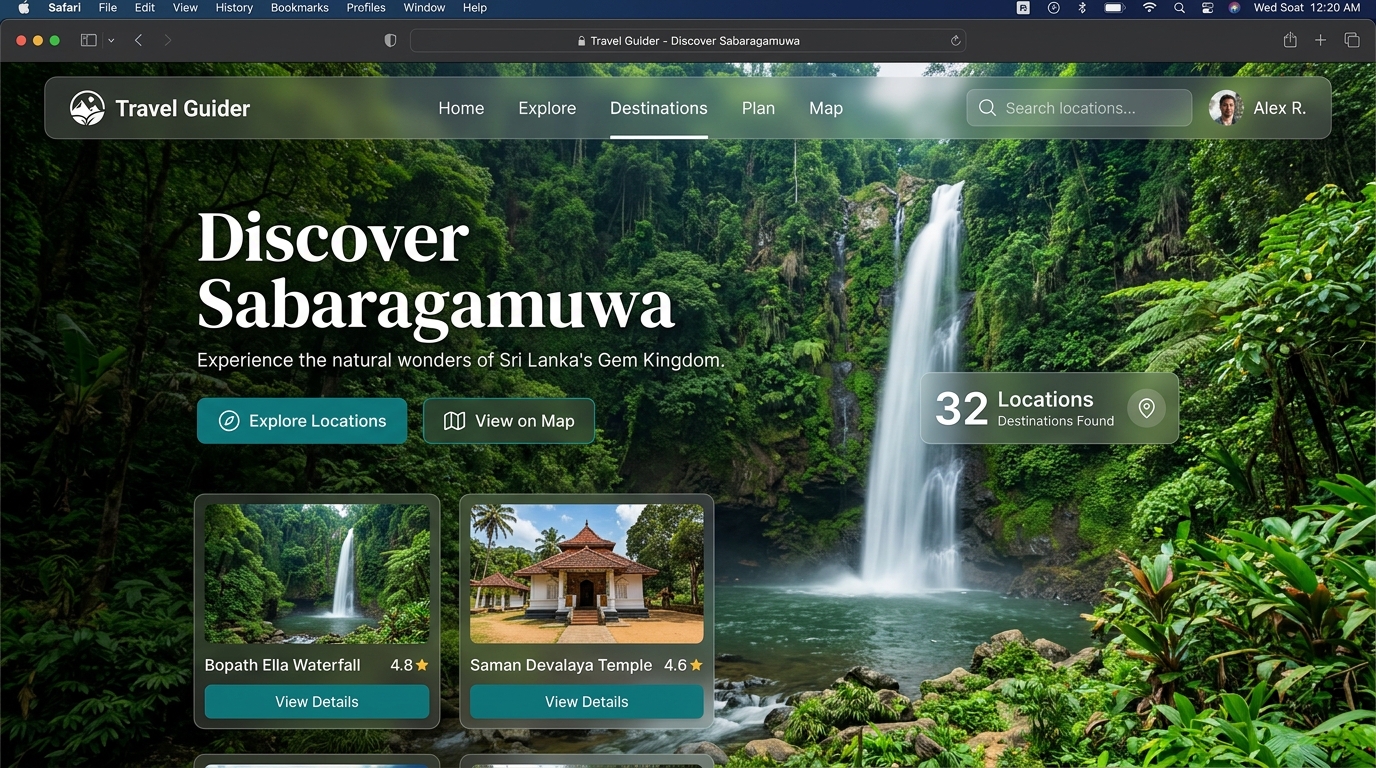 Safari File Edit View History Bookmarks Profiles Window Help Wed Soat 12:20 AM
Travel Guider - Discover Sabaragamuwa
Travel Guider Home Explore Destinations Plan Map Search locations... Alex R.
Discover
Sabaragamuwa
Experience the natural wonders of Sri Lanka's Gem Kingdom.
Explore Locations View on Map
32 Locations
Destinations Found
Bopath Ella Waterfall 4.8
View Details
Saman Devalaya Temple 4.6
View Details